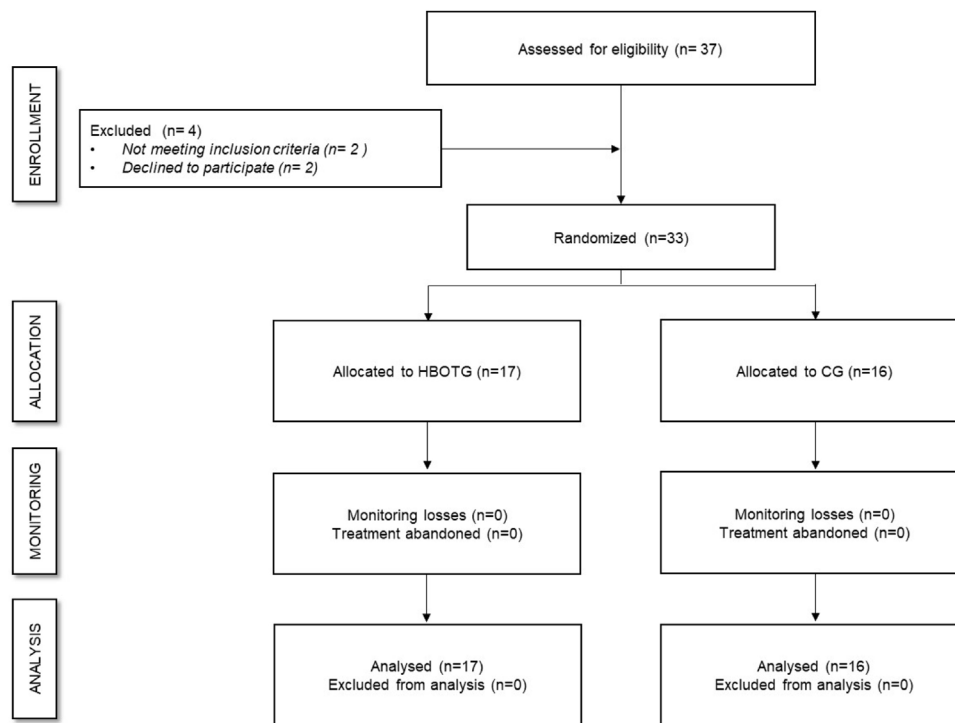 Assessed for eligibility (n= 37)
ENROLLMENT
Excluded (n= 4)
• Not meeting inclusion criteria (n= 2 )
• Declined to participate (n= 2)
Randomized (n=33)
ALLOCATION
Allocated to HBOTG (n=17)
Allocated to CG (n=16)
MONITORING
Monitoring losses (n=0)
Treatment abandoned (n=0)
Monitoring losses (n=0)
Treatment abandoned (n=0)
ANALYSIS
Analysed (n=17)
Excluded from analysis (n=0)
Analysed (n=16)
Excluded from analysis (n=0)